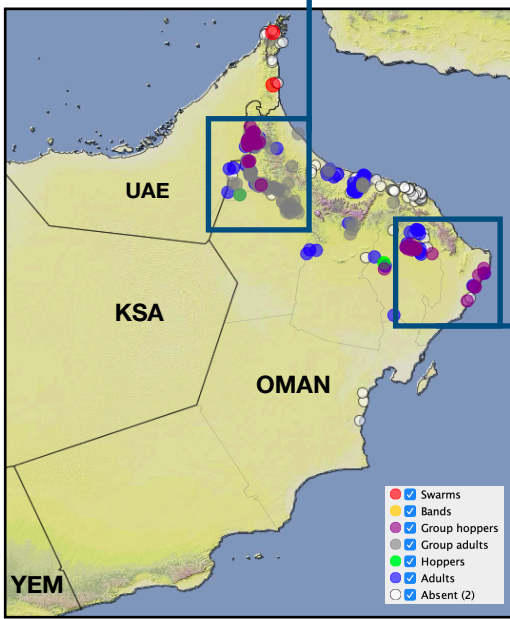 UAE
KSA
OMAN
YEM
Swarms
Bands
Group hoppers
Group adults
Hoppers
Adults
Absent (2)